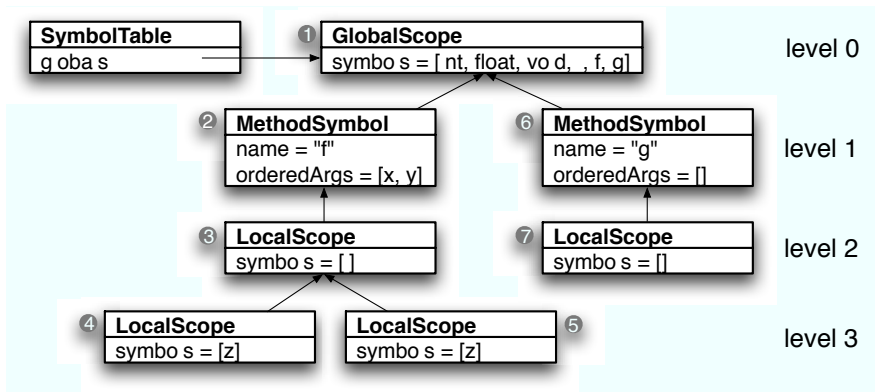 SymbolTable
g oba s
1 GlobalScope
symbo s = [ nt, float, vo d, , f, g]
level 0
2 MethodSymbol
name = "f"
orderedArgs = [x, y]
6 MethodSymbol
name = "g"
orderedArgs = []
level 1
3 LocalScope
symbo s = [ ]
7 LocalScope
symbo s = []
level 2
4 LocalScope
symbo s = [z]
LocalScope 5
symbo s = [z]
level 3